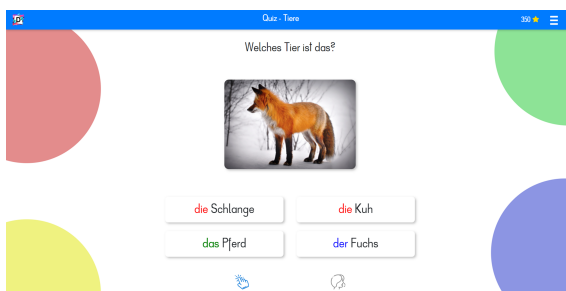 Quiz - Tiere
350
Welches Tier ist das?
die Schlange
die Kuh
das Pferd
der Fuchs